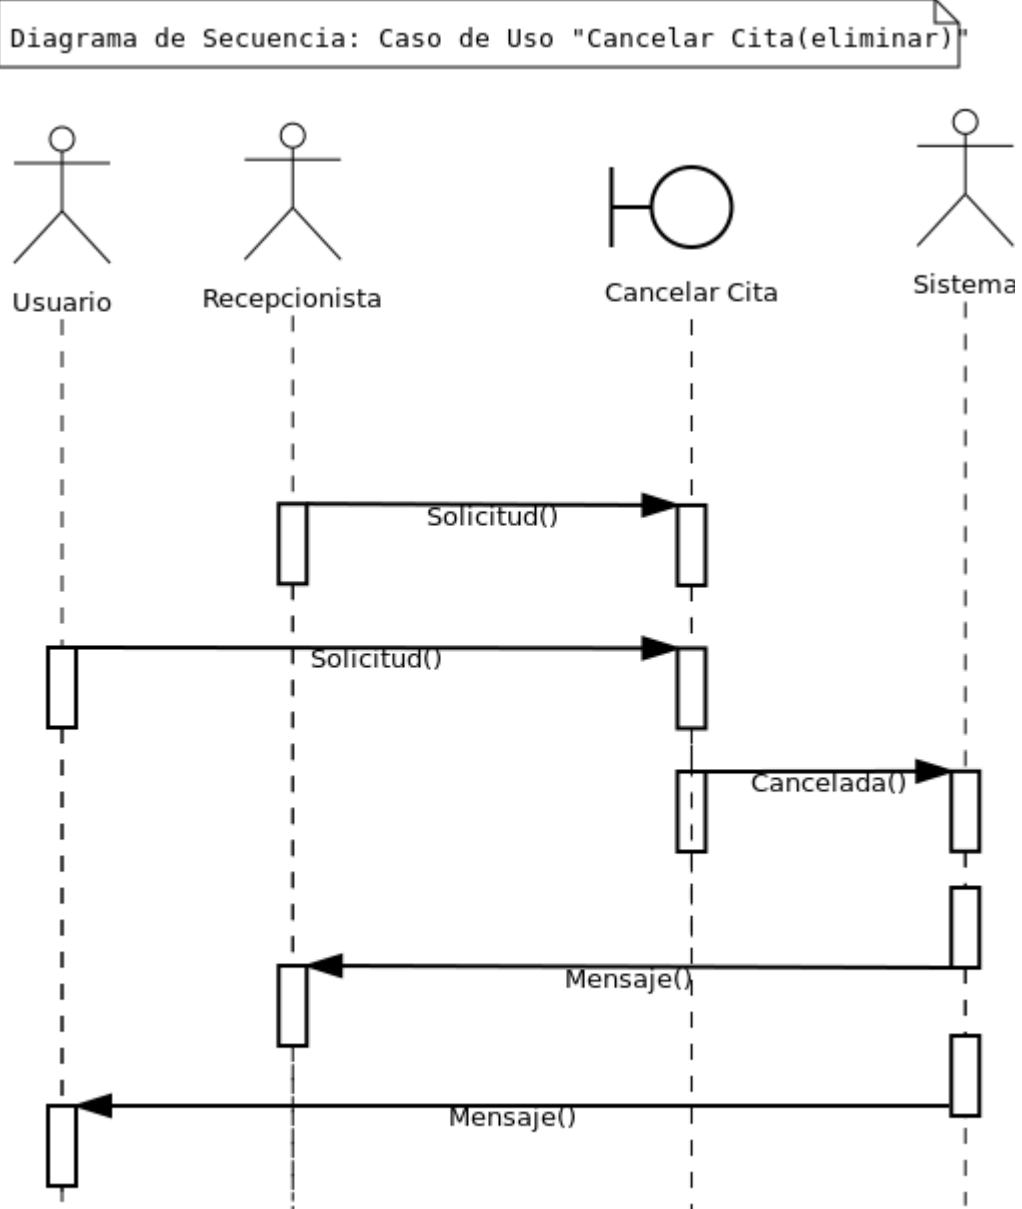 Diagrama de Secuencia: Caso de Uso "Cancelar Cita(eliminar)"
Usuario
Recepcionista
Cancelar Cita
Sistema
Solicitud()
Solicitud()
Cancelada()
Mensaje()
Mensaje()